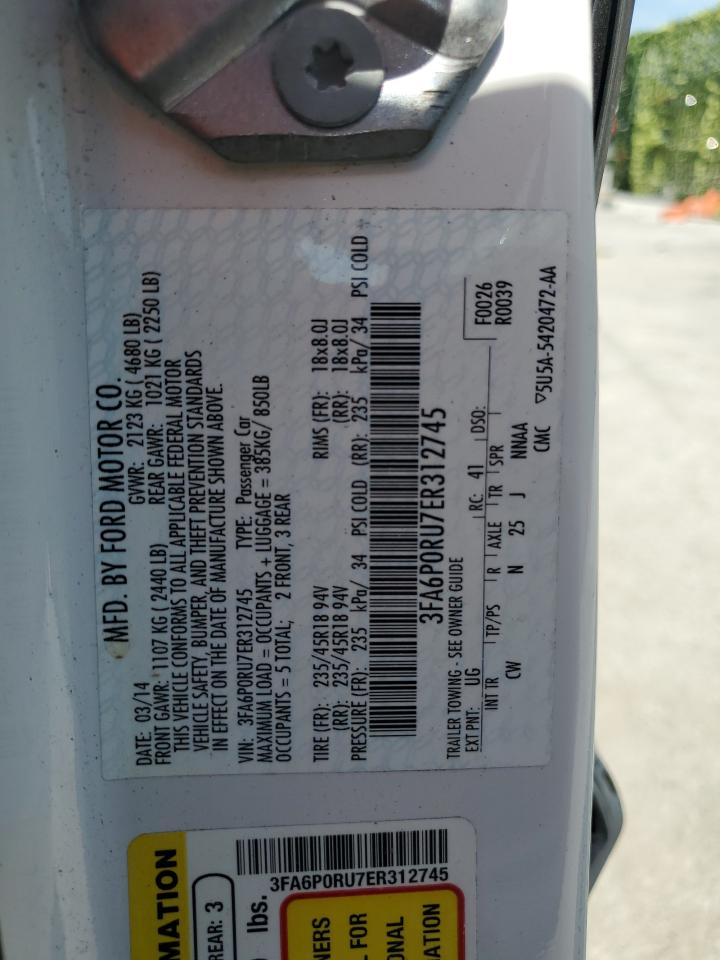 MFD. BY FORD MOTOR CO.
DATE: 03/14 GVWR: 2123 KG ( 4680 LB)
FRONT GAWR: 1107 KG ( 2440 LB) REAR GAWR: 1021 KG ( 2250 LB)
THIS VEHICLE CONFORMS TO ALL APPLICABLE FEDERAL MOTOR
VEHICLE SAFETY, BUMPER, AND THEFT PREVENTION STANDARDS
IN EFFECT ON THE DATE OF MANUFACTURE SHOWN ABOVE.
VIN: 3FA6P0RU7ER312745 TYPE: Passenger Car
MAXIMUM LOAD = OCCUPANTS + LUGGAGE = 385KG/ 850LB
OCCUPANTS = 5 TOTAL; 2 FRONT, 3 REAR
TIRE (FR): 235/45R18 94V RIMS (FR): 18x8.0J
(RR): 235/45R18 94V (RR): 18x8.0J
PRESSURE (FR): 235 kPa/ 34 PSI COLD (RR): 235 kPa/ 34 PSI COLD
3FA6P0RU7ER312745
TRAILER TOWING - SEE OWNER GUIDE
F0026
R0039
EXT PNT: UG RC: 41 DSO:
INT TR TP/PS R AXLE TR SPR
CW N 25 J NNAA
CMC ▽5U5A-5420472-AA
MATION
REAR: 3
lbs.
3FA6P0RU7ER312745
NERS
L FOR
ONAL
ATION